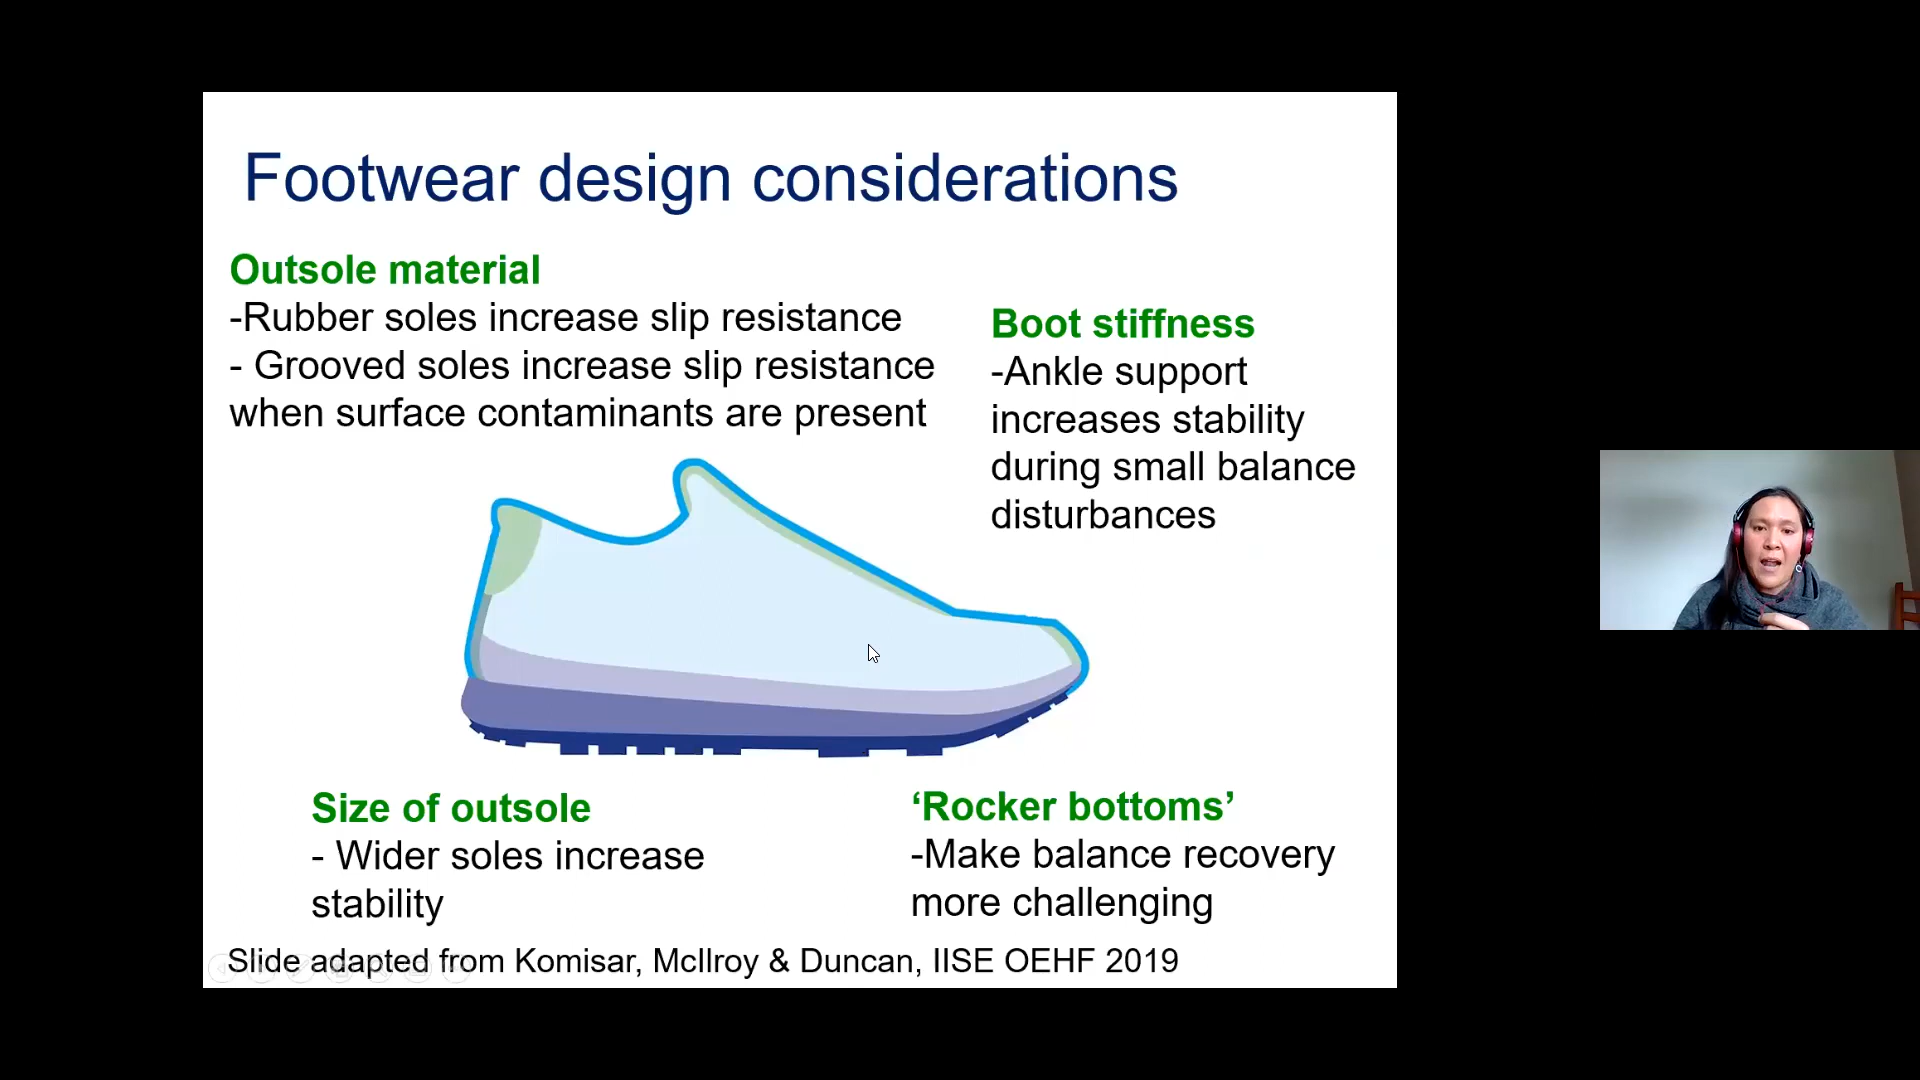 Footwear design considerations
Outsole material
-Rubber soles increase slip resistance
- Grooved soles increase slip resistance
when surface contaminants are present
Boot stiffness
-Ankle support
increases stability
during small balance
disturbances
Size of outsole
- Wider soles increase
stability
‘Rocker bottoms’
-Make balance recovery
more challenging
Slide adapted from Komisar, McIlroy & Duncan, IISE OEHF 2019